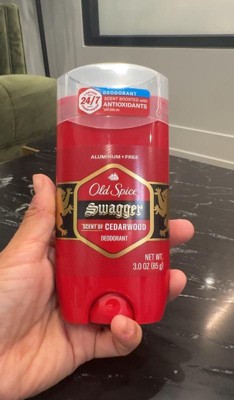 24/7
DEODORANT
SCENT BOOSTED with
ANTIOXIDANTS
ALUMINUM • FREE
Old Spice
Swagger
SCENT OF CEDARWOOD
DEODORANT
NET WT.
3.0 OZ (85 g)